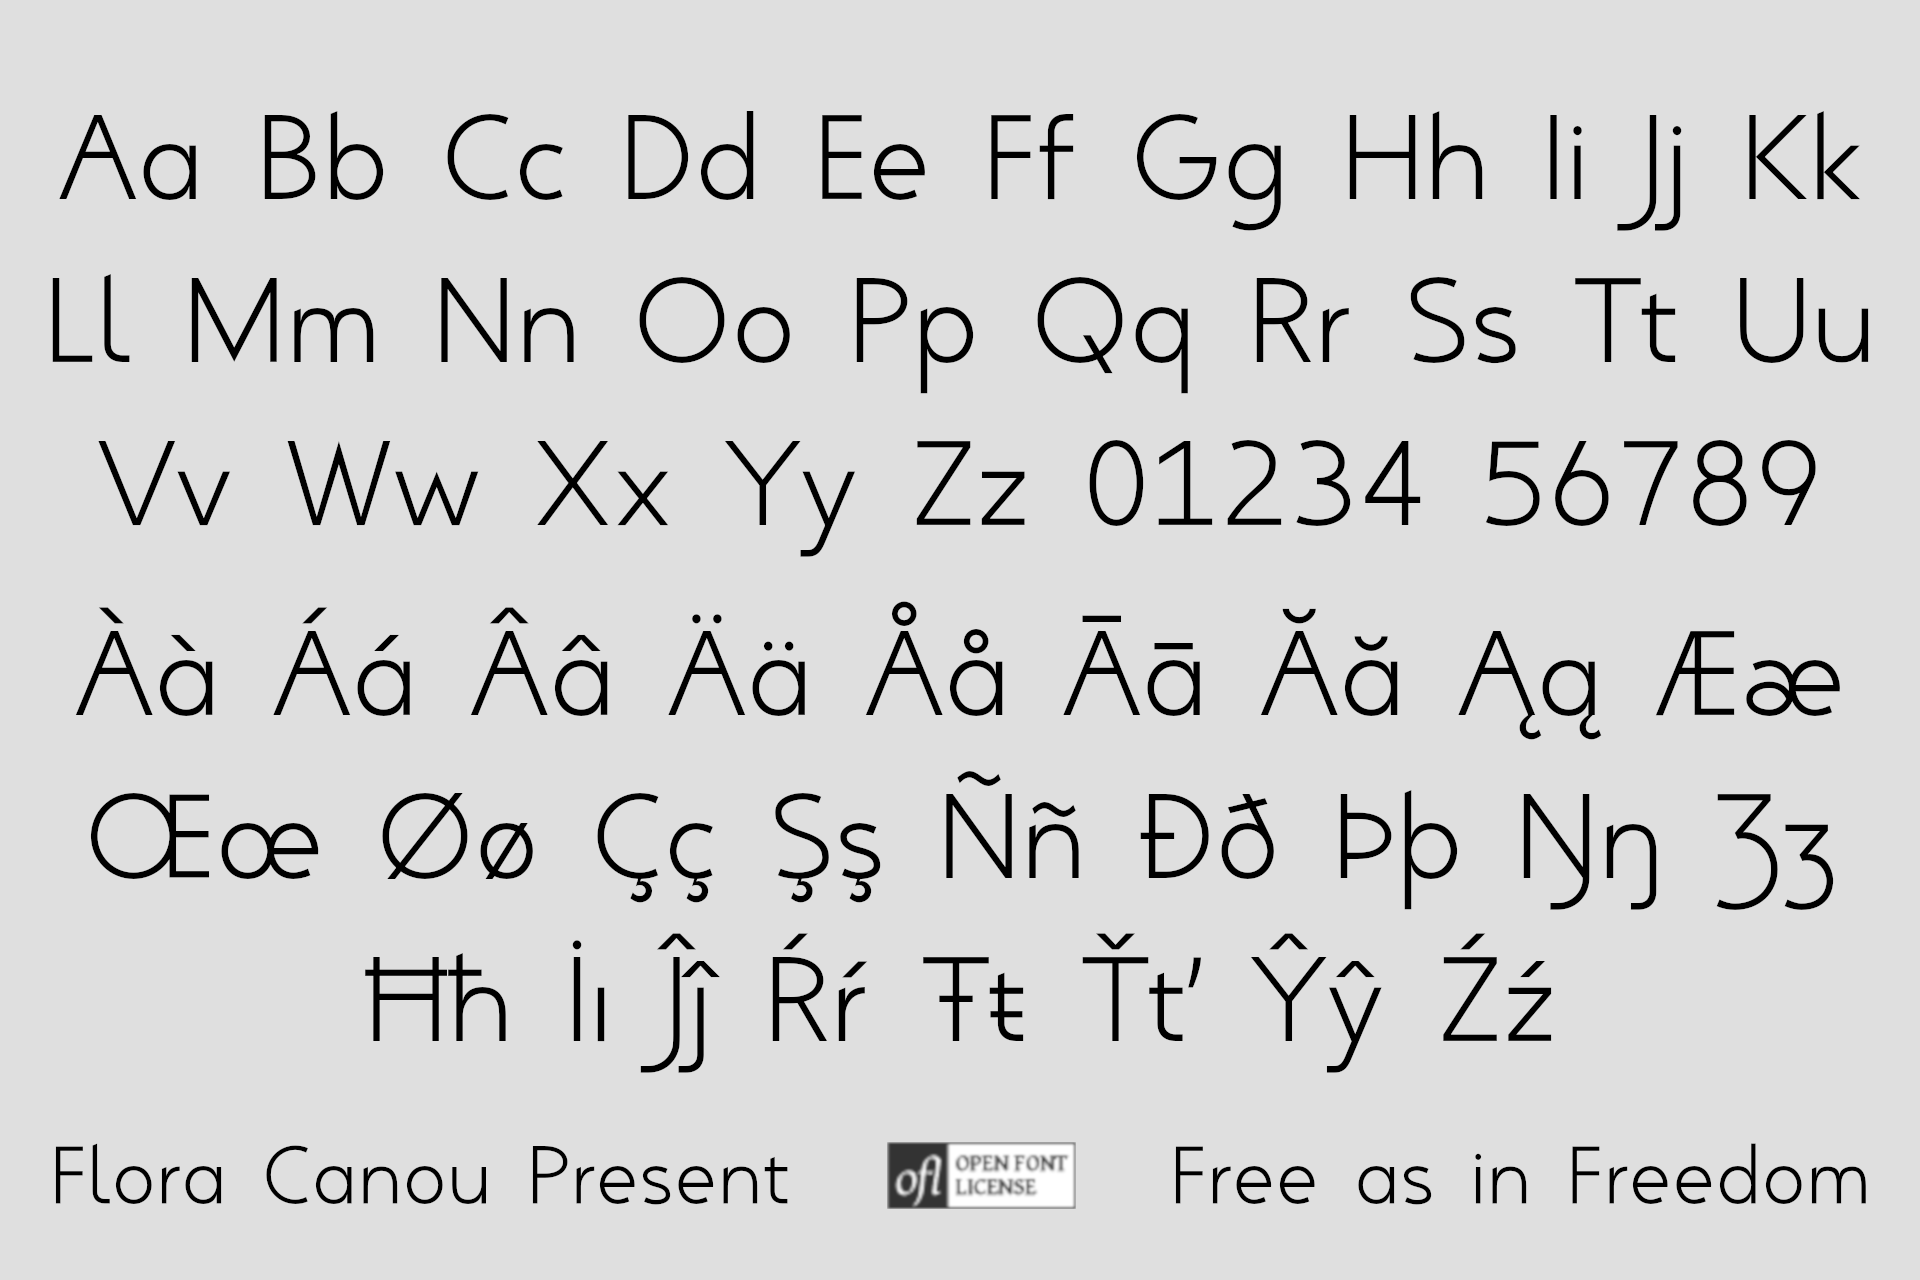 Aa Bb Cc Dd Ee Ff Gg Hh Ii Jj Kk
Ll Mm Nn Oo Pp Qq Rr Ss Tt Uu
Vv Ww Xx Yy Zz 01234 56789
Àà Áá Ââ Ää Åå Āā Ăă Ąą Ææ
Œœ Øø Çç Şş Ññ Ðð Þþ Ŋŋ Ʒʒ
Ħħ İı Ĵĵ Ŕŕ Ŧŧ Ťť Ŷŷ Źź
Flora Canou Present
ofl OPEN FONT
LICENSE
Free as in Freedom